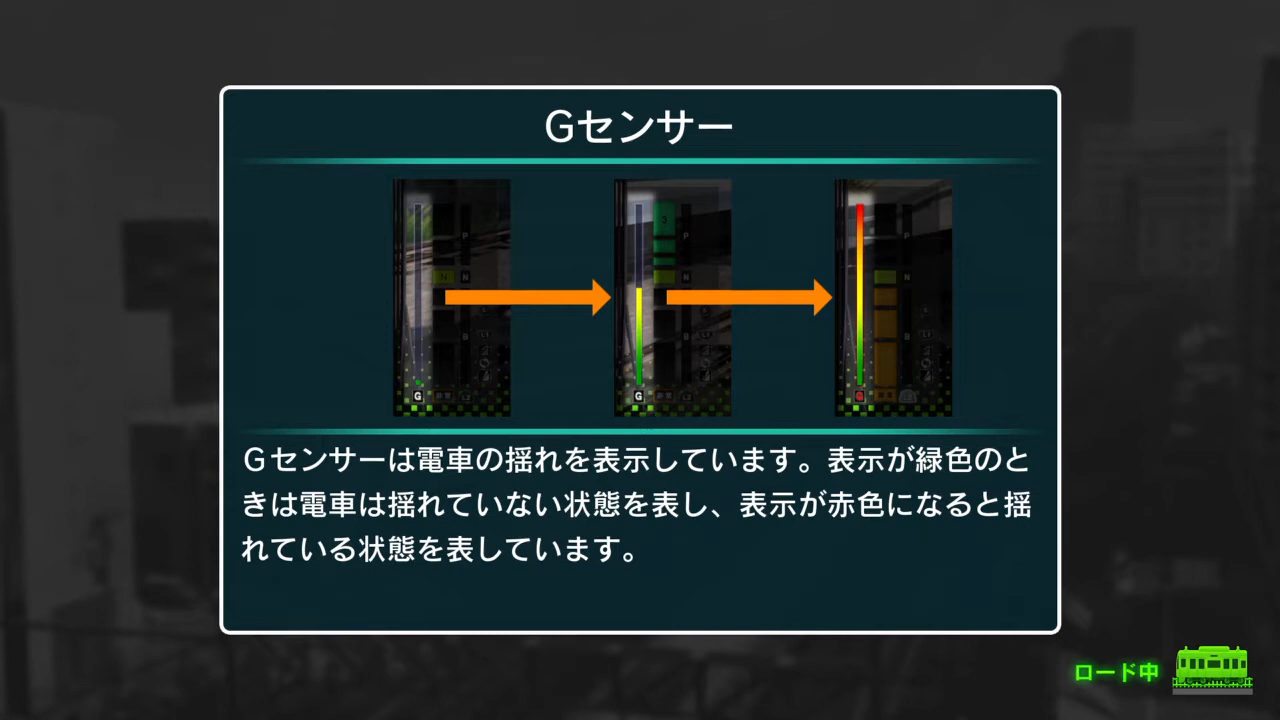 Gセンサー
P
N N
B
G
3
P
N
B
G
P
N
B
G
Gセンサーは電車の揺れを表示しています。表示が緑色のと
きは電車は揺れていない状態を表し、表示が赤色になると揺
れている状態を表しています。
ロード中